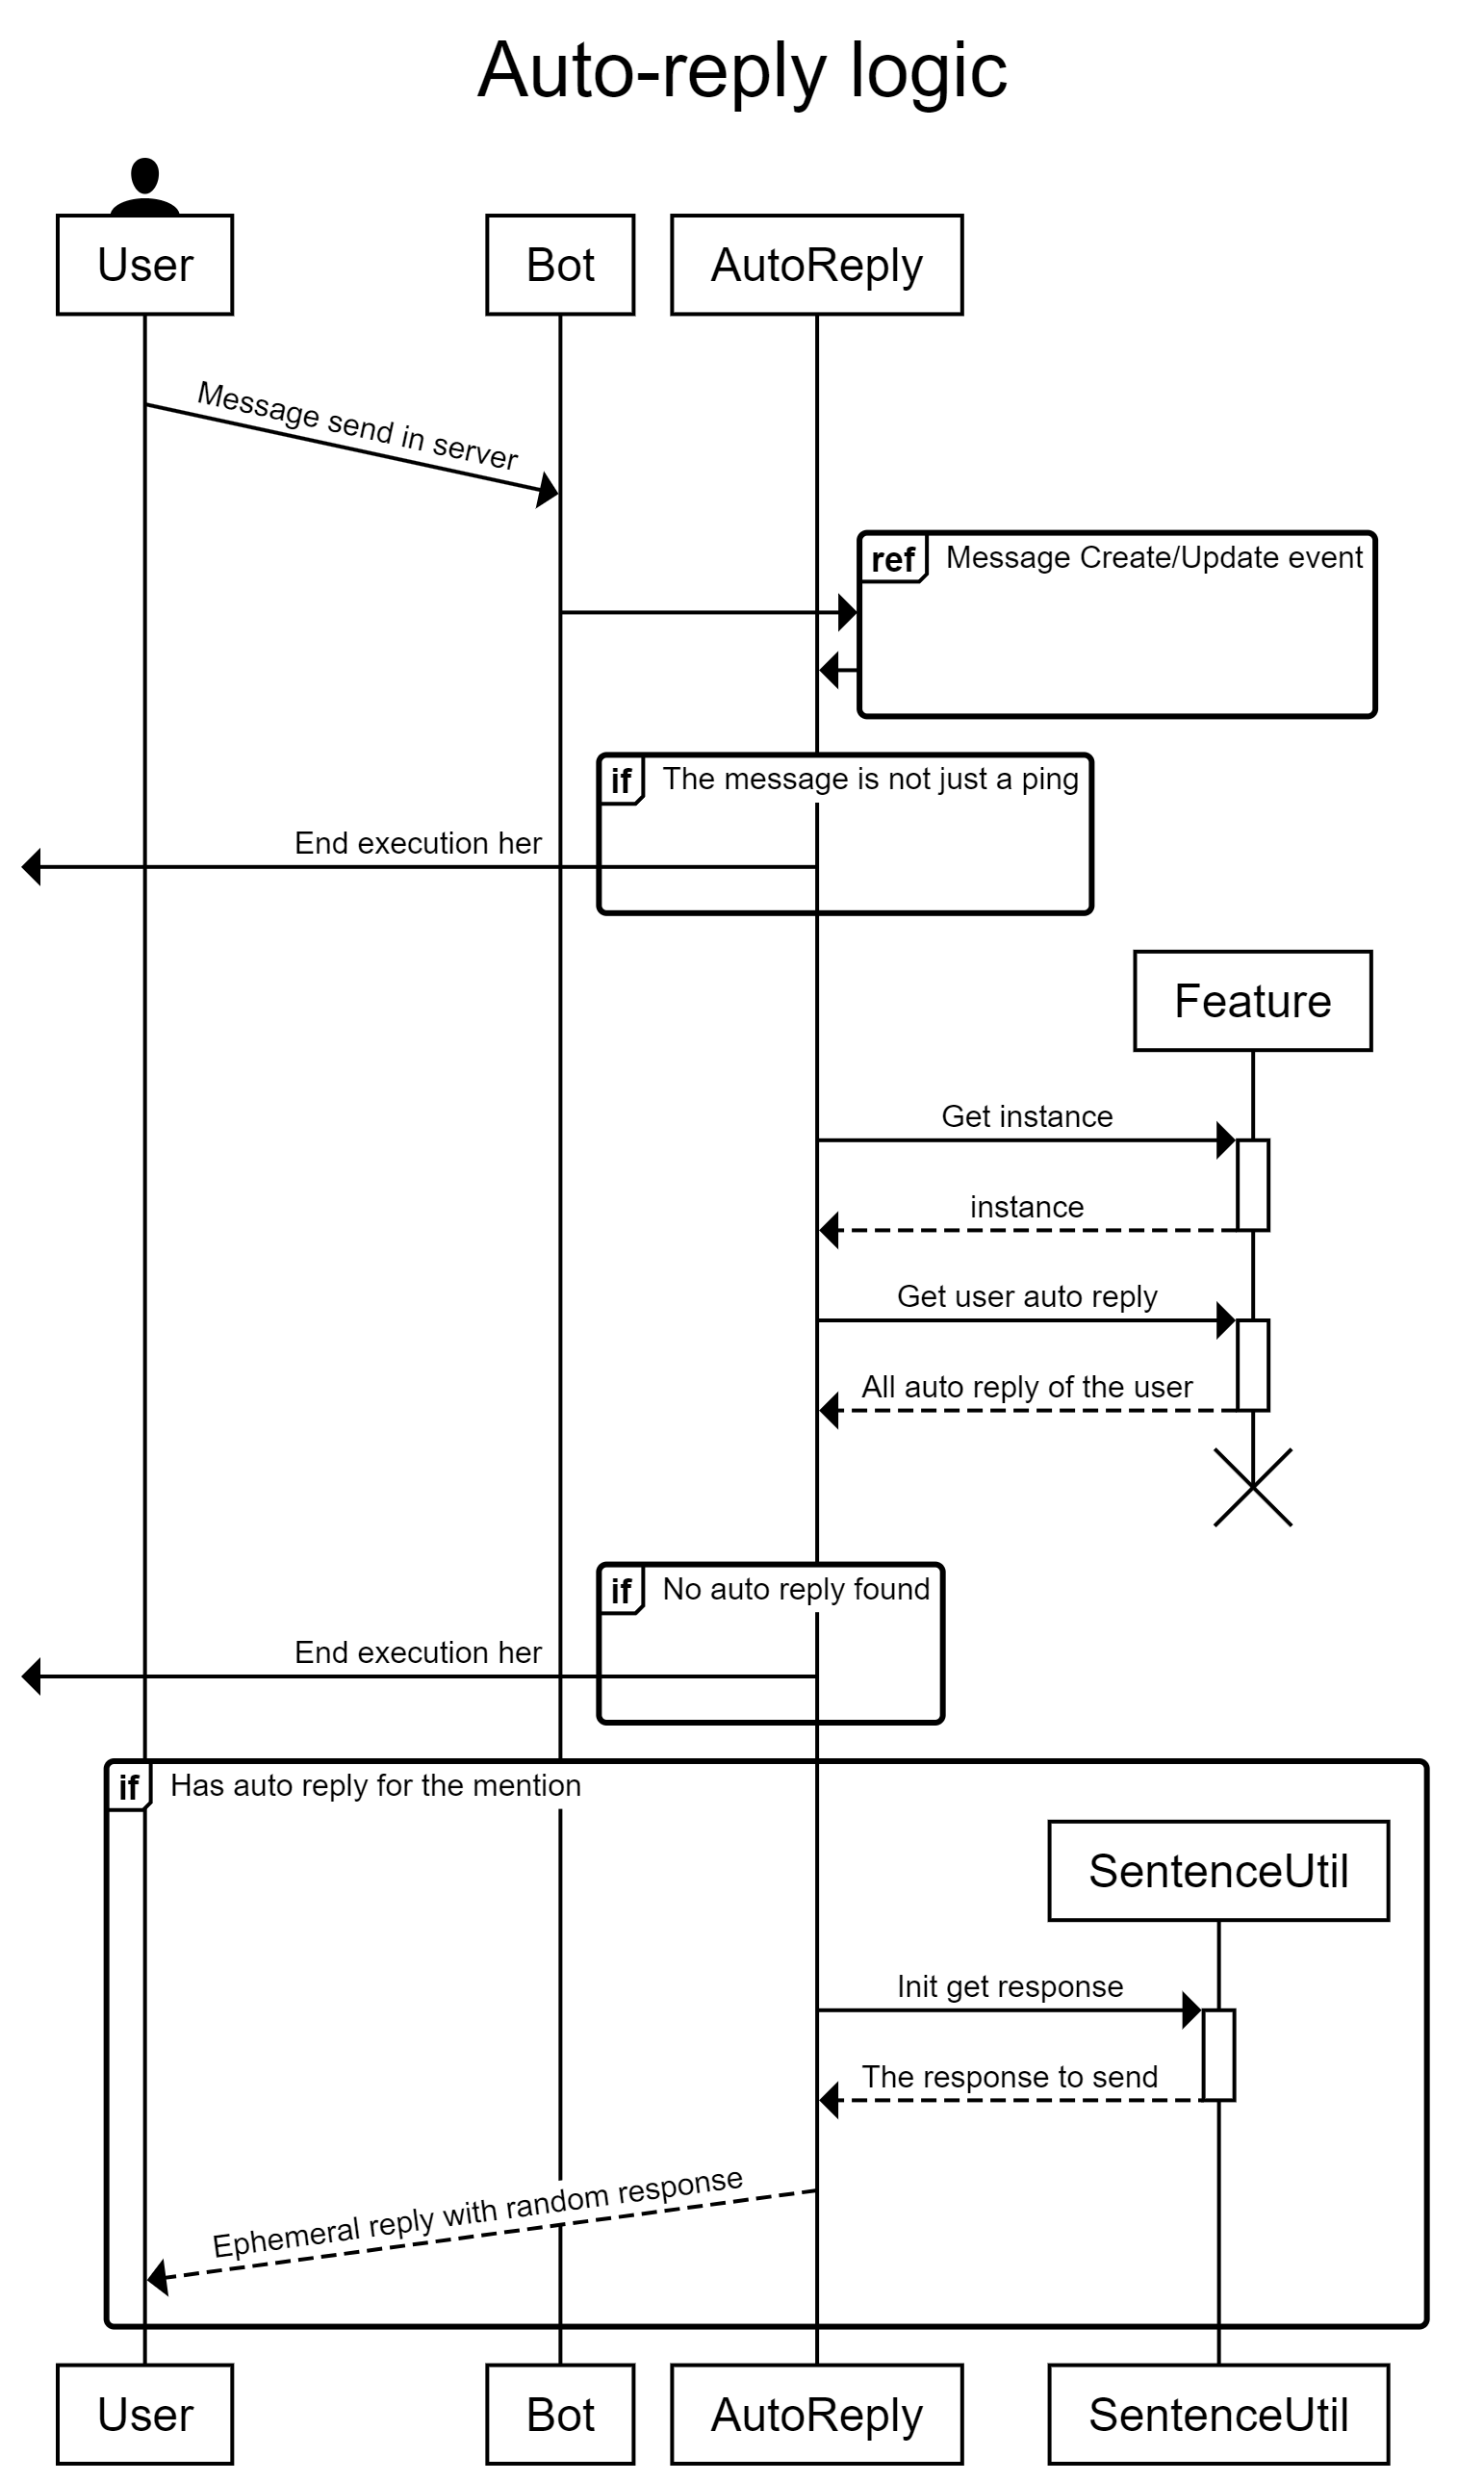 Auto-reply logic
User
Bot
AutoReply
Message send in server
ref
Message Create/Update event
if
The message is not just a ping
End execution her
Feature
Get instance
instance
Get user auto reply
All auto reply of the user
if
No auto reply found
End execution her
if
Has auto reply for the mention
SentenceUtil
Init get response
The response to send
Ephemeral reply with random response
User
Bot
AutoReply
SentenceUtil